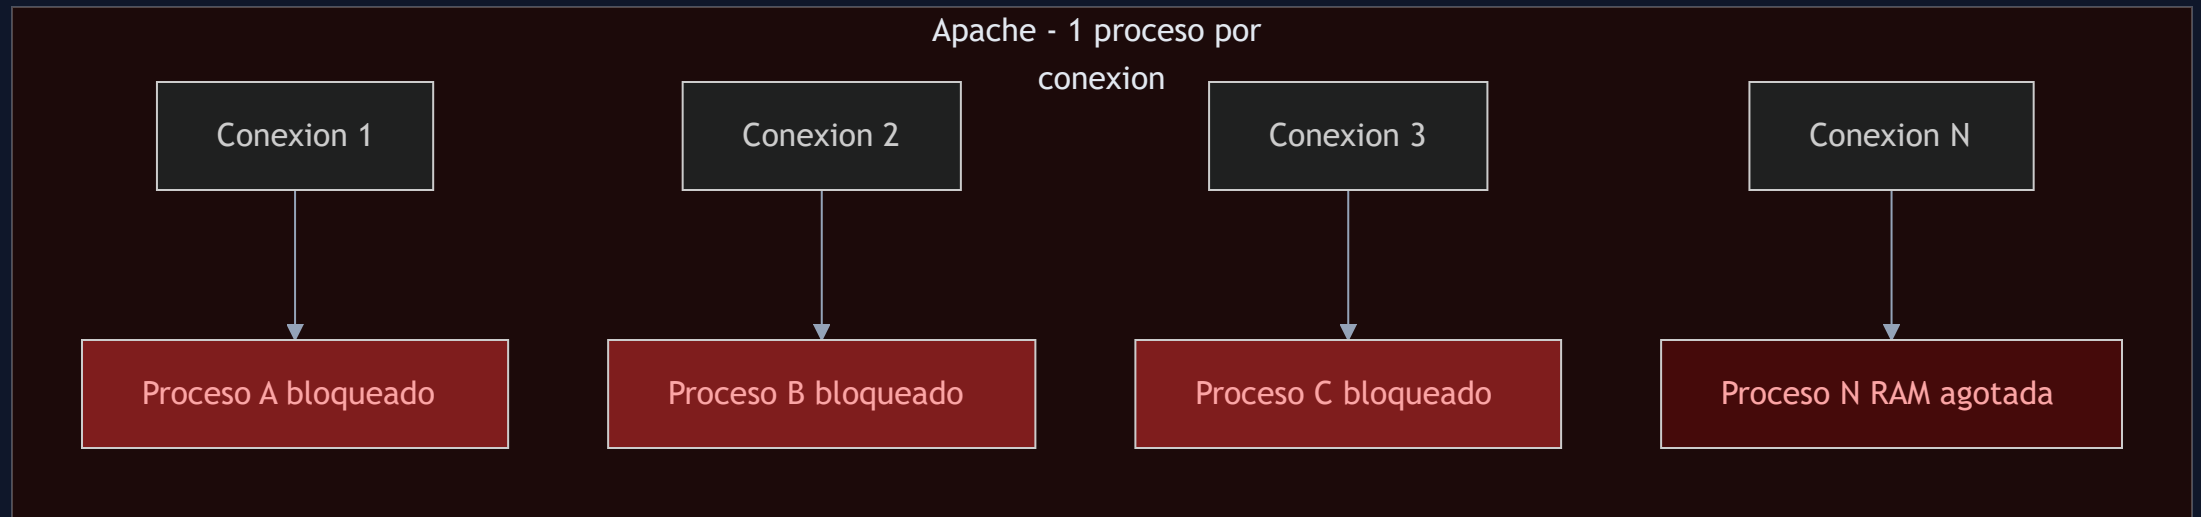 Apache - 1 proceso por
conexion
Conexion 1
Conexion 2
Conexion 3
Conexion N
Proceso A bloqueado
Proceso B bloqueado
Proceso C bloqueado
Proceso N RAM agotada